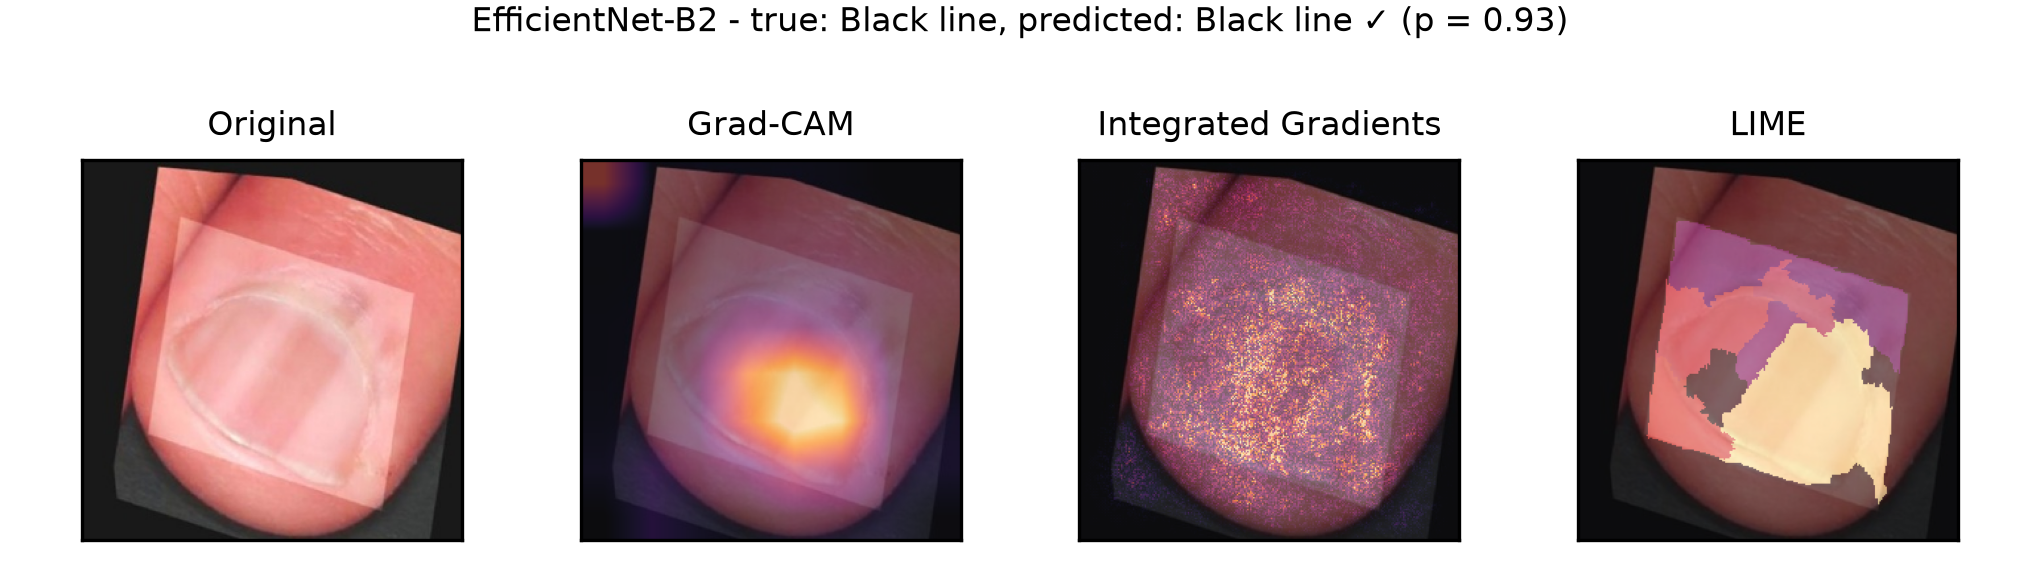 EfficientNet-B2 - true: Black line, predicted: Black line ✓ (p = 0.93)
Original
Grad-CAM
Integrated Gradients
LIME